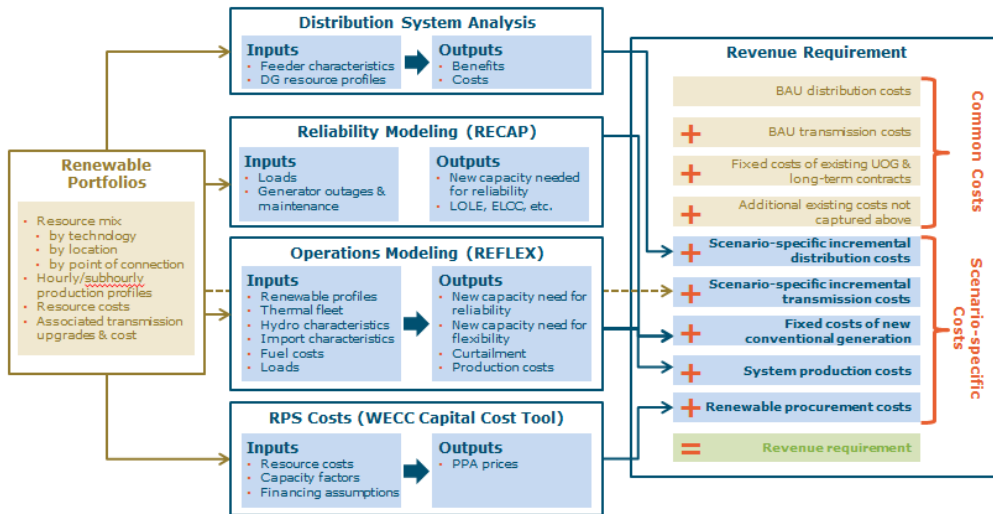 Renewable
Portfolios
• Resource mix
• by technology
• by location
• by point of connection
• Hourly/subhourly
production profiles
• Resource costs
• Associated transmission
upgrades & cost
Distribution System Analysis
Inputs
• Feeder characteristics
• DG resource profiles
Outputs
• Benefits
• Costs
Reliability Modeling (RECAP)
Inputs
• Loads
• Generator outages &
maintenance
Outputs
• New capacity needed
for reliability
• LOLE, ELCC, etc.
Operations Modeling (REFLEX)
Inputs
• Renewable profiles
• Thermal fleet
• Hydro characteristics
• Import characteristics
• Fuel costs
• Loads
Outputs
• New capacity need for
reliability
• New capacity need for
flexibility
• Curtailment
• Production costs
RPS Costs (WECC Capital Cost Tool)
Inputs
• Resource costs
• Capacity factors
• Financing assumptions
Outputs
• PPA prices
Revenue Requirement
BAU distribution costs
+ BAU transmission costs
+ Fixed costs of existing UOG &
long-term contracts
+ Additional existing costs not
captured above
+ Scenario-specific incremental
distribution costs
+ Scenario-specific incremental
transmission costs
+ Fixed costs of new
conventional generation
+ System production costs
+ Renewable procurement costs
= Revenue requirement
Common Costs
Scenario-specific
Costs